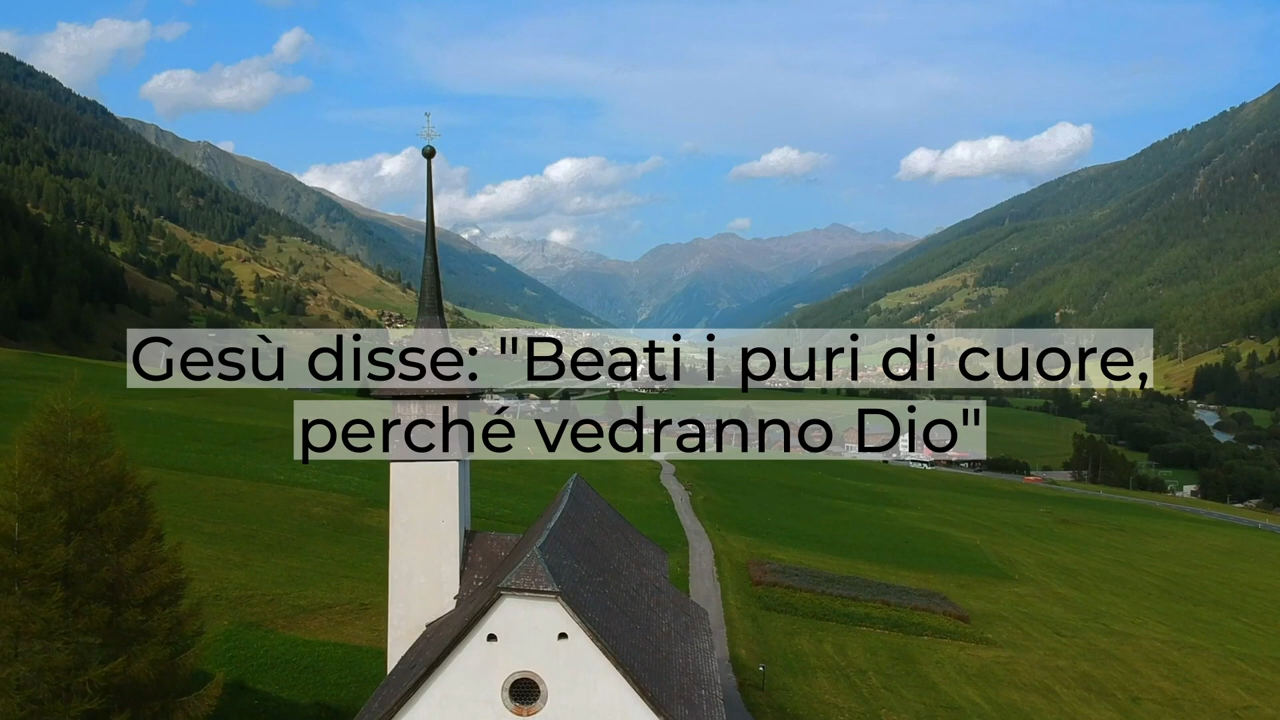 Gesù disse: "Beati i puri di cuore,
perché vedranno Dio"